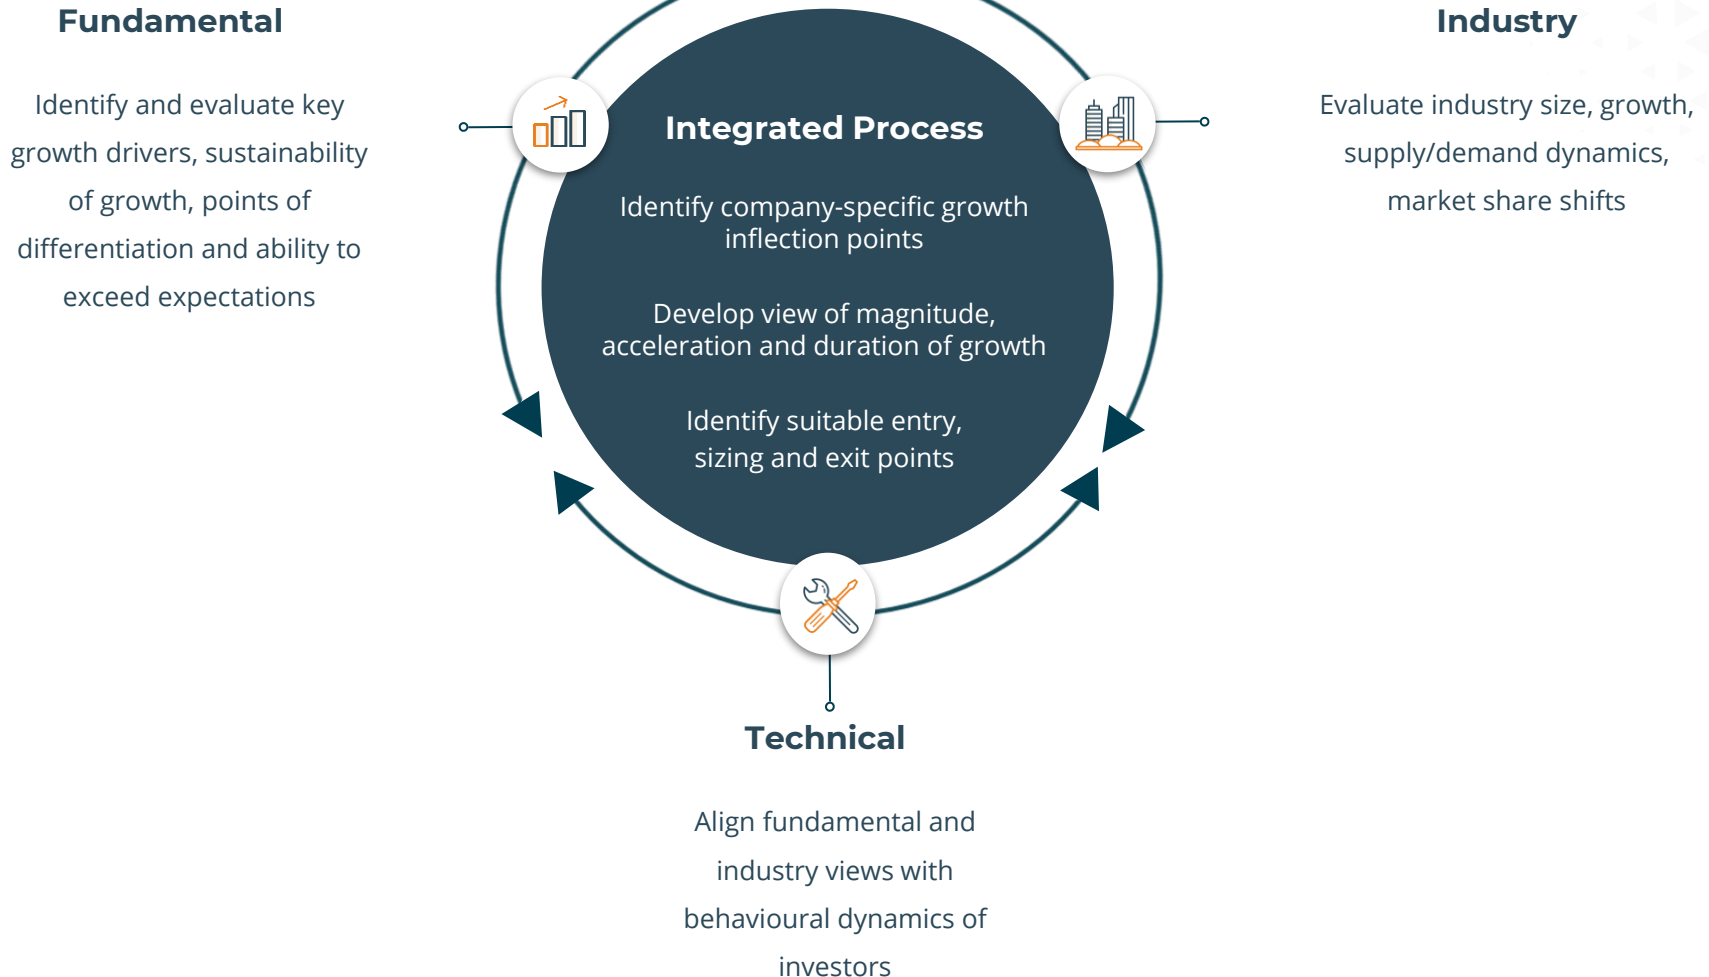 Fundamental
Identify and evaluate key
growth drivers, sustainability
of growth, points of
differentiation and ability to
exceed expectations
Integrated Process
Identify company-specific growth
inflection points
Develop view of magnitude,
acceleration and duration of growth
Identify suitable entry,
sizing and exit points
Industry
Evaluate industry size, growth,
supply/demand dynamics,
market share shifts
Technical
Align fundamental and
industry views with
behavioural dynamics of
investors